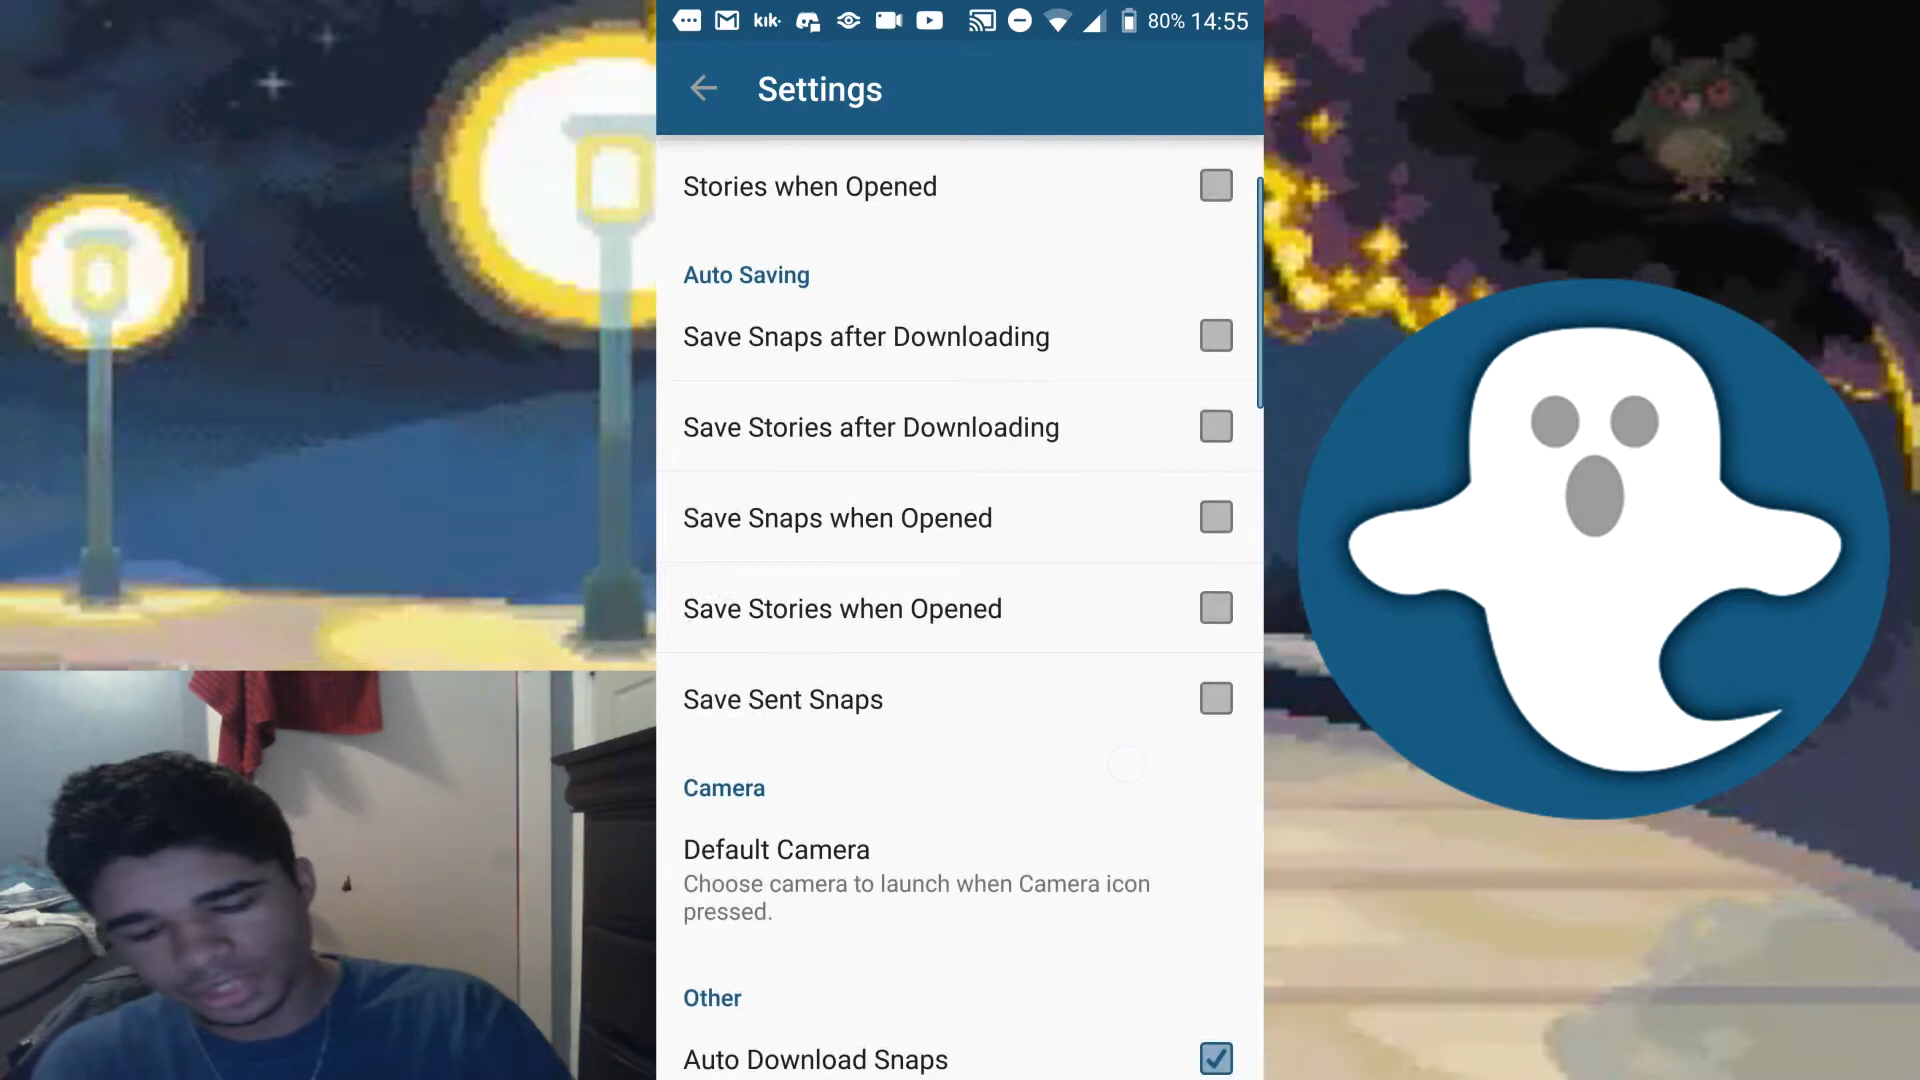 kik•
80% 14:55
Settings
Stories when Opened
Auto Saving
Save Snaps after Downloading
Save Stories after Downloading
Save Snaps when Opened
Save Stories when Opened
Save Sent Snaps
Camera
Default Camera
Choose camera to launch when Camera icon
pressed.
Other
Auto Download Snaps